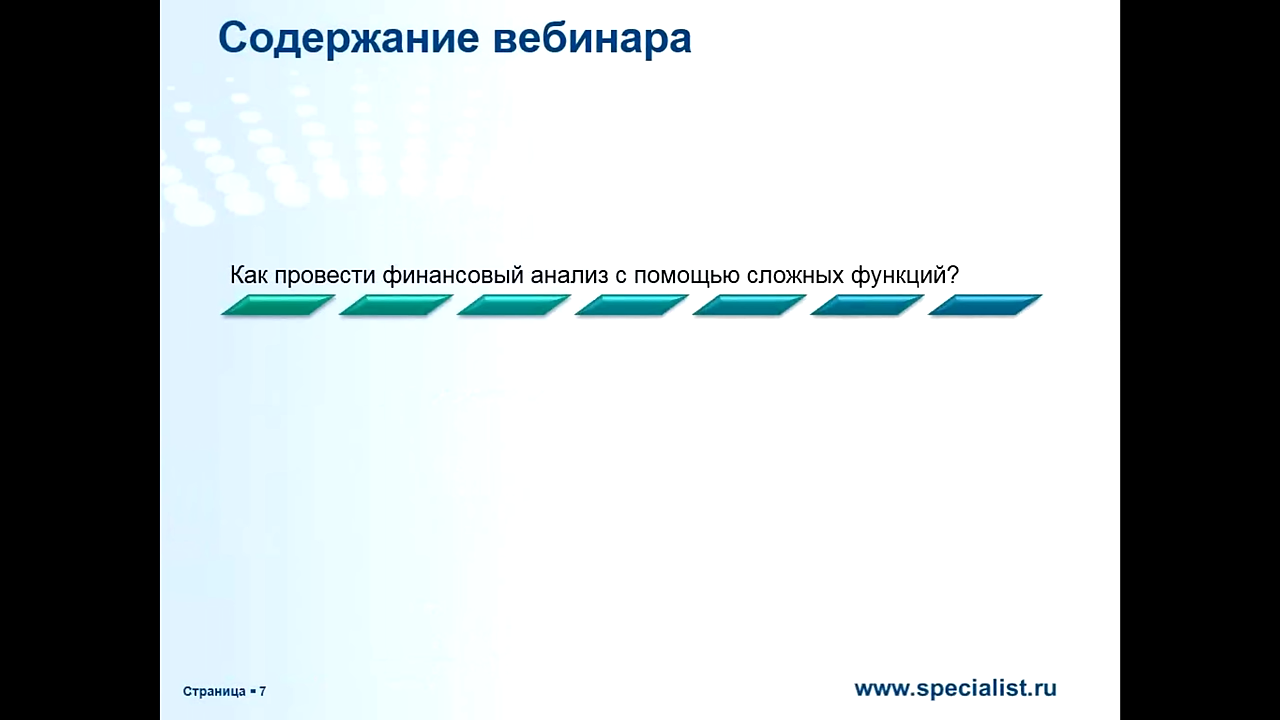 Содержание вебинара
Как провести финансовый анализ с помощью сложных функций?
Страница ▪ 7
www.specialist.ru